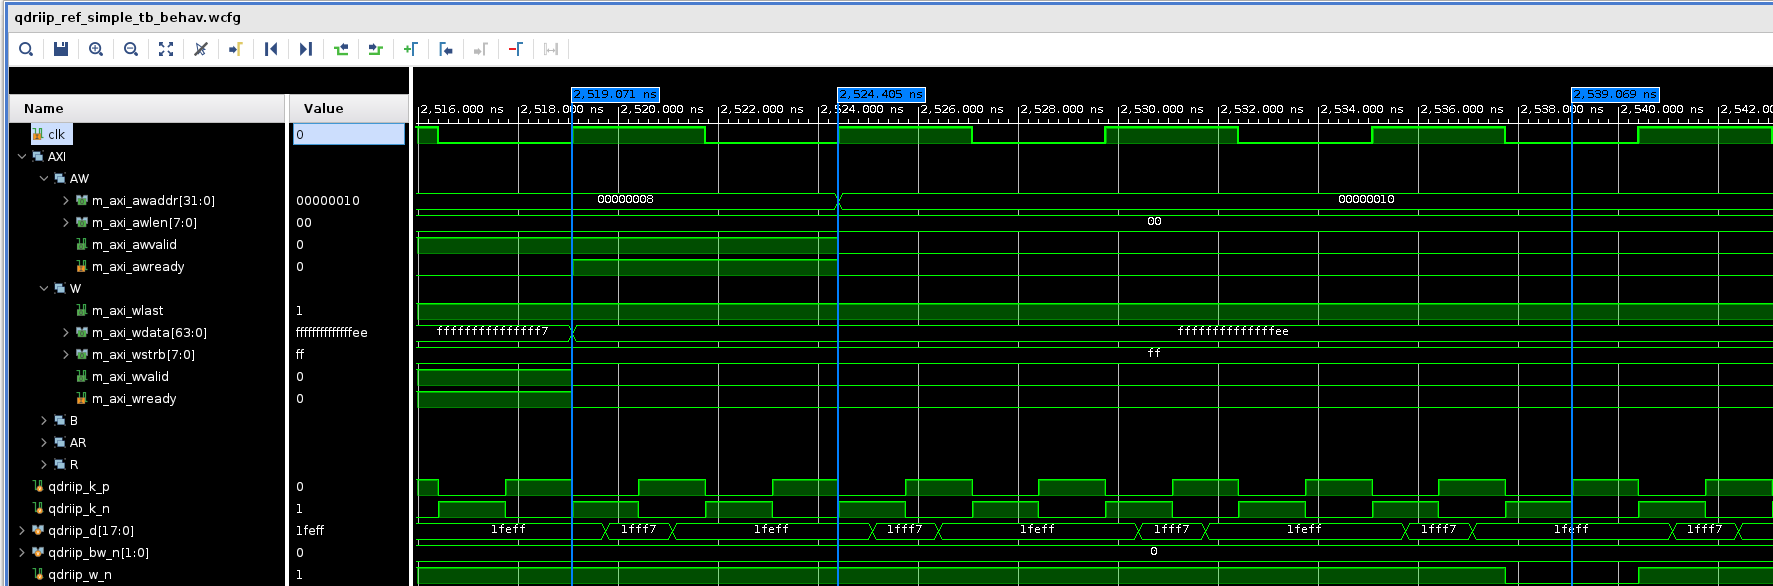 qdriip_ref_simple_tb_behav.wcfg
2,519.071 ns 2,524.405 ns 2,539.069 ns
Name Value 2,516.000 ns 2,518.000 ns 2,520.000 ns 2,522.000 ns 2,524.000 ns 2,526.000 ns 2,528.000 ns 2,530.000 ns 2,532.000 ns 2,534.000 ns 2,536.000 ns 2,538.000 ns 2,540.000 ns 2,542.00
clk 0
AXI
AW
m_axi_awaddr[31:0] 00000010 00000008 00000010
m_axi_awlen[7:0] 00 00
m_axi_awvalid 0
m_axi_awready 0
W
m_axi_wlast 1
m_axi_wdata[63:0] ffffffffffffffee fffffffffffffff7 ffffffffffffffee
m_axi_wstrb[7:0] ff ff
m_axi_wvalid 0
m_axi_wready 0
B
AR
R
qdriip_k_p 0
qdriip_k_n 1
qdriip_d[17:0] 1feff 1feff 1fff7 1feff 1fff7 1feff 1fff7 1feff 1fff7 1feff 1fff7
qdriip_bw_n[1:0] 0 0
qdriip_w_n 1